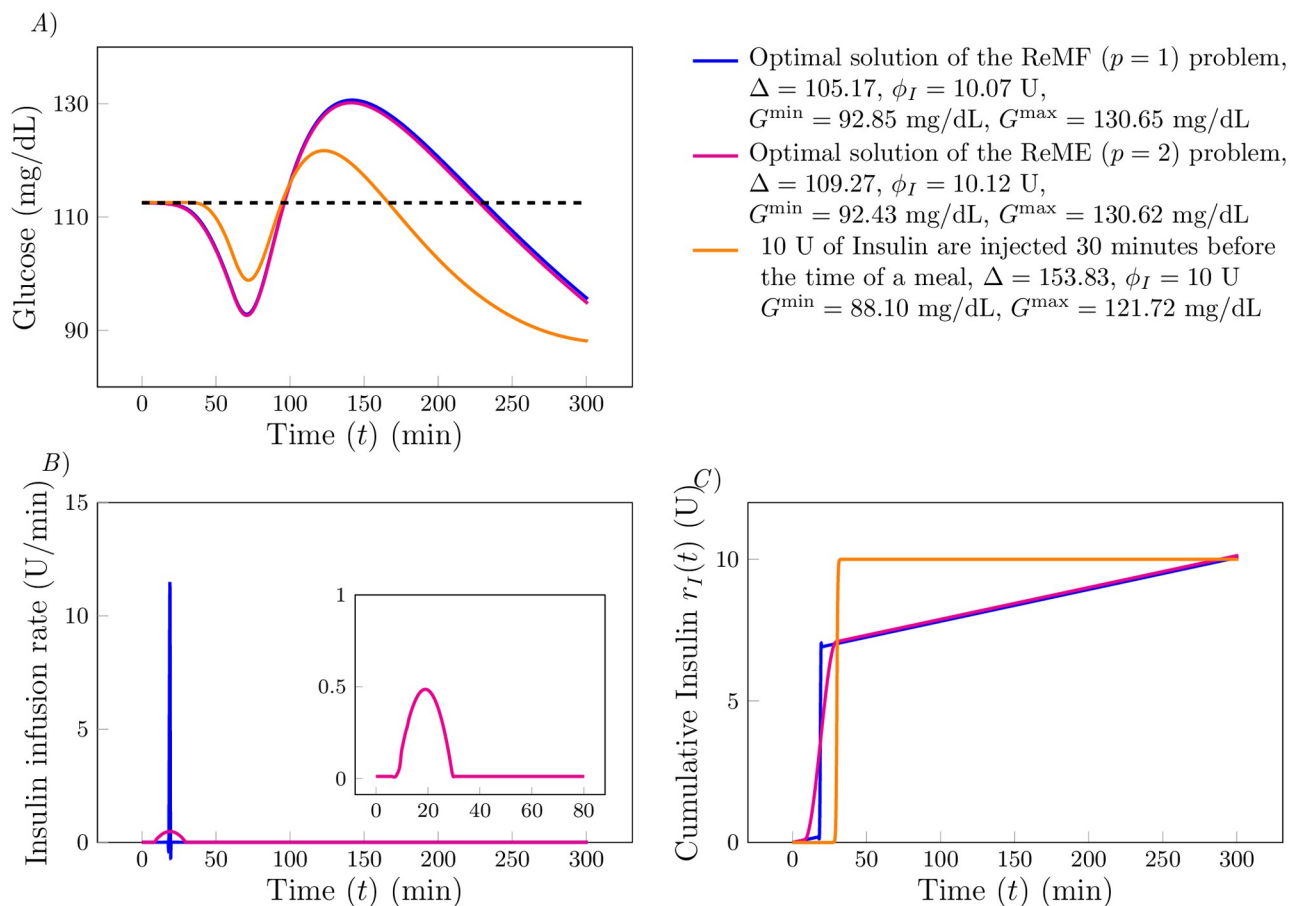 A)
130
110
90
Glucose (mg/dL)
0 50 100 150 200 250 300
Time (t) (min)
Optimal solution of the ReMF (p = 1) problem,
Δ = 105.17, ϕ_I = 10.07 U,
G^min = 92.85 mg/dL, G^max = 130.65 mg/dL
Optimal solution of the ReME (p = 2) problem,
Δ = 109.27, ϕ_I = 10.12 U,
G^min = 92.43 mg/dL, G^max = 130.62 mg/dL
10 U of Insulin are injected 30 minutes before
the time of a meal, Δ = 153.83, ϕ_I = 10 U
G^min = 88.10 mg/dL, G^max = 121.72 mg/dL
B)
15
10
5
0
Insulin infusion rate (U/min)
1
0.5
0
0 20 40 60 80
0 50 100 150 200 250 300
Time (t) (min)
C)
10
5
0
Cumulative Insulin r_I(t) (U)
0 50 100 150 200 250 300
Time (t) (min)